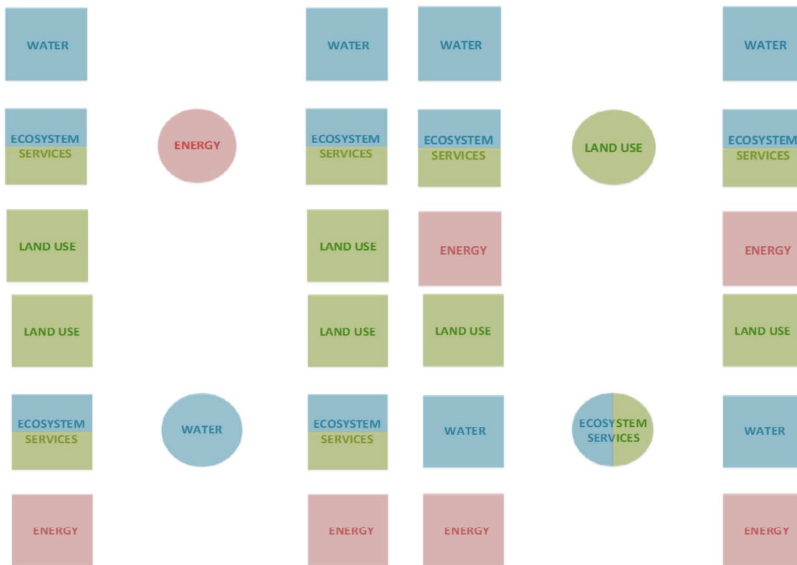 WATER
WATER
WATER
WATER
ECOSYSTEM
SERVICES
ENERGY
ECOSYSTEM
SERVICES
ECOSYSTEM
SERVICES
LAND USE
ECOSYSTEM
SERVICES
LAND USE
LAND USE
ENERGY
ENERGY
LAND USE
LAND USE
LAND USE
LAND USE
ECOSYSTEM
SERVICES
WATER
ECOSYSTEM
SERVICES
WATER
ECOSYSTEM
SERVICES
WATER
ENERGY
ENERGY
ENERGY
ENERGY